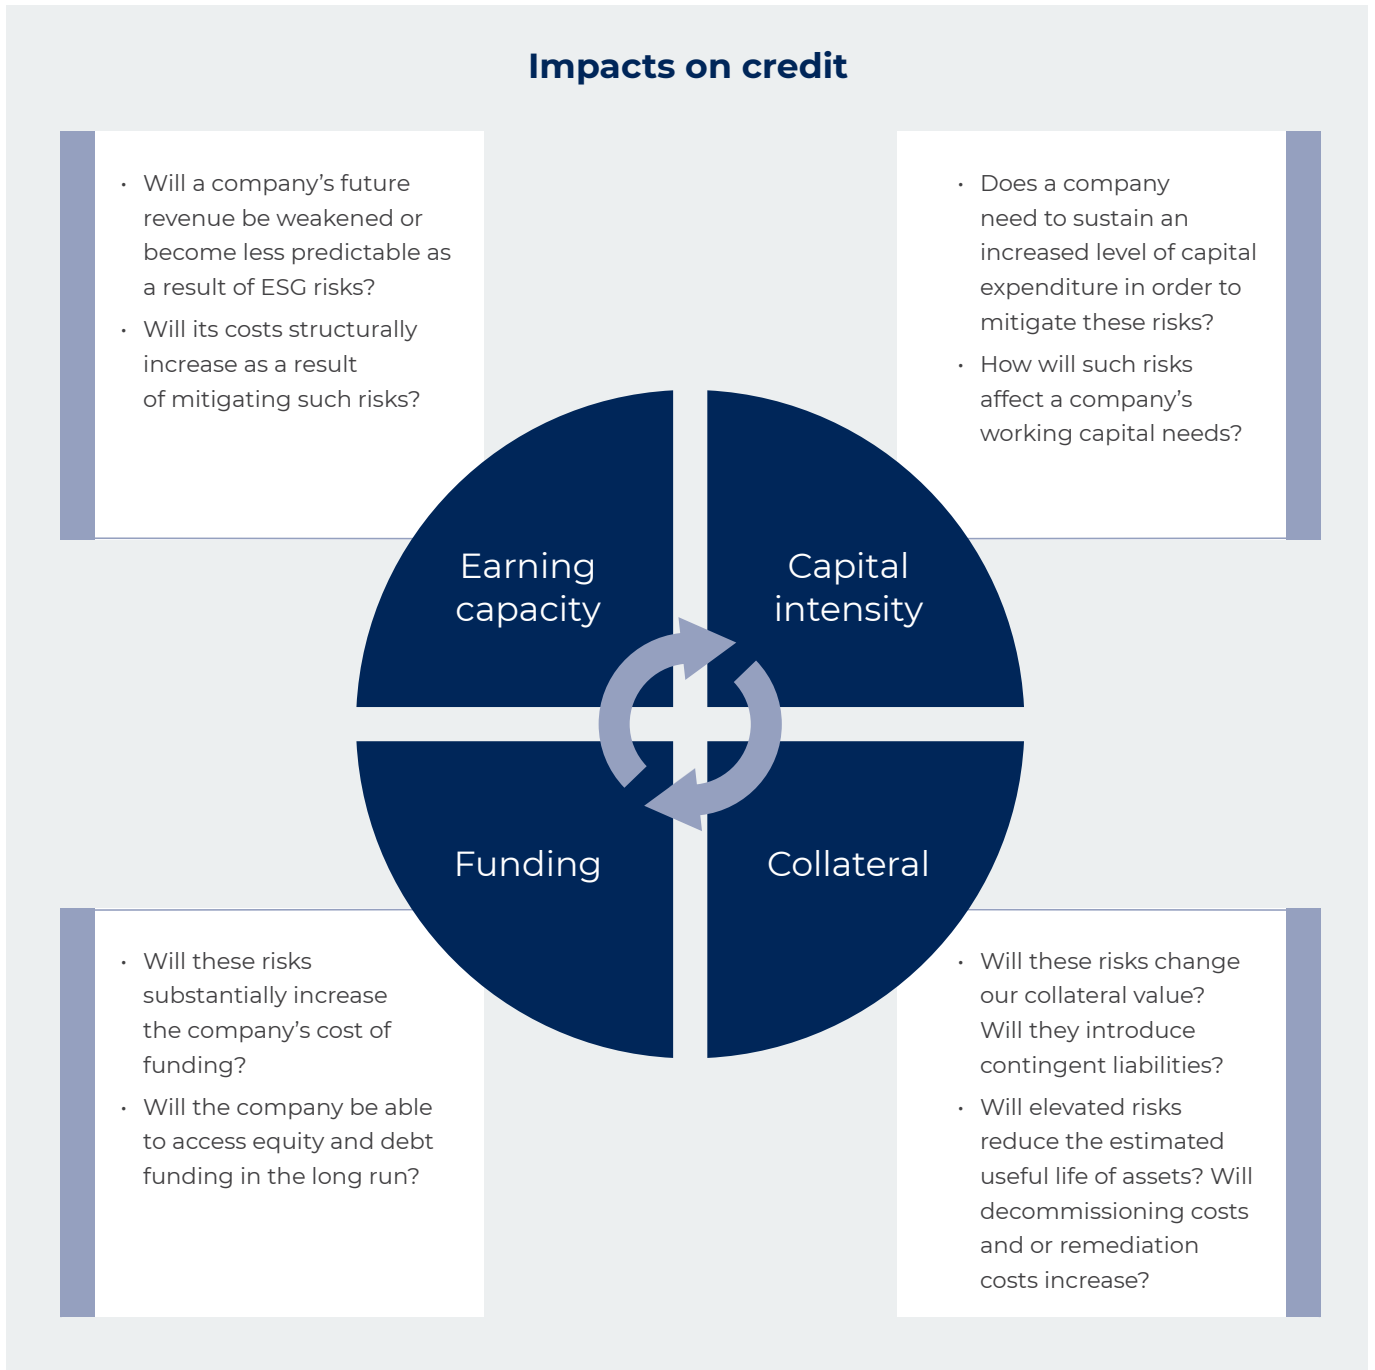 Impacts on credit
• Will a company's future
revenue be weakened or
become less predictable as
a result of ESG risks?
• Will its costs structurally
increase as a result
of mitigating such risks?
• Does a company
need to sustain an
increased level of capital
expenditure in order to
mitigate these risks?
• How will such risks
affect a company's
working capital needs?
Earning
capacity
Capital
intensity
Funding
Collateral
• Will these risks
substantially increase
the company's cost of
funding?
• Will the company be able
to access equity and debt
funding in the long run?
• Will these risks change
our collateral value?
Will they introduce
contingent liabilities?
• Will elevated risks
reduce the estimated
useful life of assets? Will
decommissioning costs
and or remediation
costs increase?